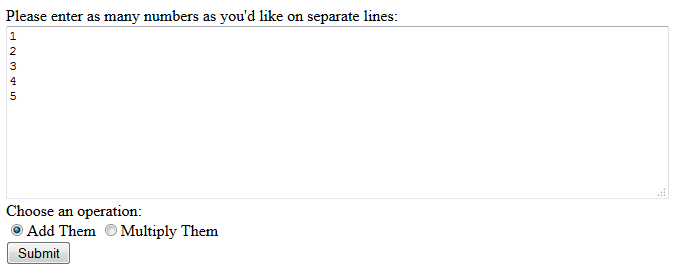 Please enter as many numbers as you'd like on separate lines:
1
2
3
4
5
Choose an operation:
Add Them Multiply Them
Submit